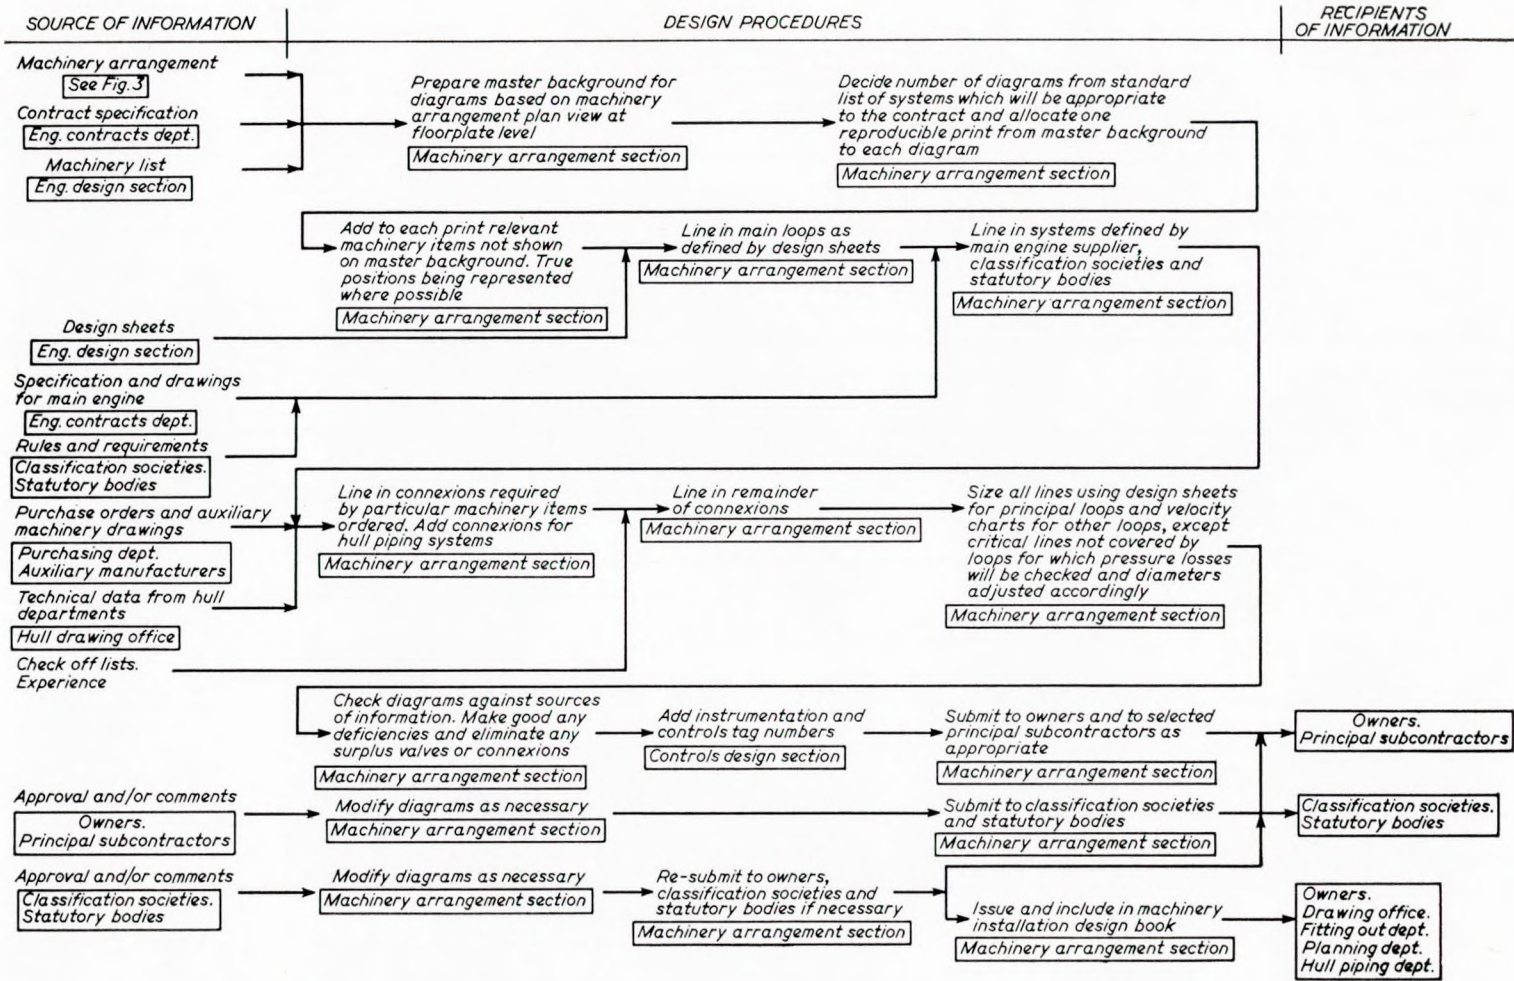 SOURCE OF INFORMATION
DESIGN PROCEDURES
RECIPIENTS
OF INFORMATION
Machinery arrangement
See Fig. 3
Contract specification
Eng. contracts dept.
Machinery list
Eng. design section
Prepare master background for
diagrams based on machinery
arrangement plan view at
floorplate level
Machinery arrangement section
Decide number of diagrams from standard
list of systems which will be appropriate
to the contract and allocate one
reproducible print from master background
to each diagram
Machinery arrangement section
Add to each print relevant
machinery items not shown
on master background. True
positions being represented
where possible
Machinery arrangement section
Line in main loops as
defined by design sheets
Machinery arrangement section
Line in systems defined by
main engine supplier,
classification societies and
statutory bodies
Machinery arrangement section
Design sheets
Eng. design section
Specification and drawings
for main engine
Eng. contracts dept.
Rules and requirements
Classification societies.
Statutory bodies
Purchase orders and auxiliary
machinery drawings
Purchasing dept.
Auxiliary manufacturers
Technical data from hull
departments
Hull drawing office
Check off lists.
Experience
Line in connexions required
by particular machinery items
ordered. Add connexions for
hull piping systems
Machinery arrangement section
Line in remainder
of connexions
Machinery arrangement section
Size all lines using design sheets
for principal loops and velocity
charts for other loops, except
critical lines not covered by
loops for which pressure losses
will be checked and diameters
adjusted accordingly
Machinery arrangement section
Check diagrams against sources
of information. Make good any
deficiencies and eliminate any
surplus valves or connexions
Machinery arrangement section
Add instrumentation and
controls tag numbers
Controls design section
Submit to owners and to selected
principal subcontractors as
appropriate
Machinery arrangement section
Owners.
Principal subcontractors
Approval and/or comments
Owners.
Principal subcontractors
Modify diagrams as necessary
Machinery arrangement section
Submit to classification societies
and statutory bodies
Machinery arrangement section
Classification societies.
Statutory bodies
Approval and/or comments
Classification societies.
Statutory bodies
Modify diagrams as necessary
Machinery arrangement section
Re-submit to owners,
classification societies and
statutory bodies if necessary
Machinery arrangement section
Issue and include in machinery
installation design book
Machinery arrangement section
Owners.
Drawing office.
Fitting out dept.
Planning dept.
Hull piping dept.